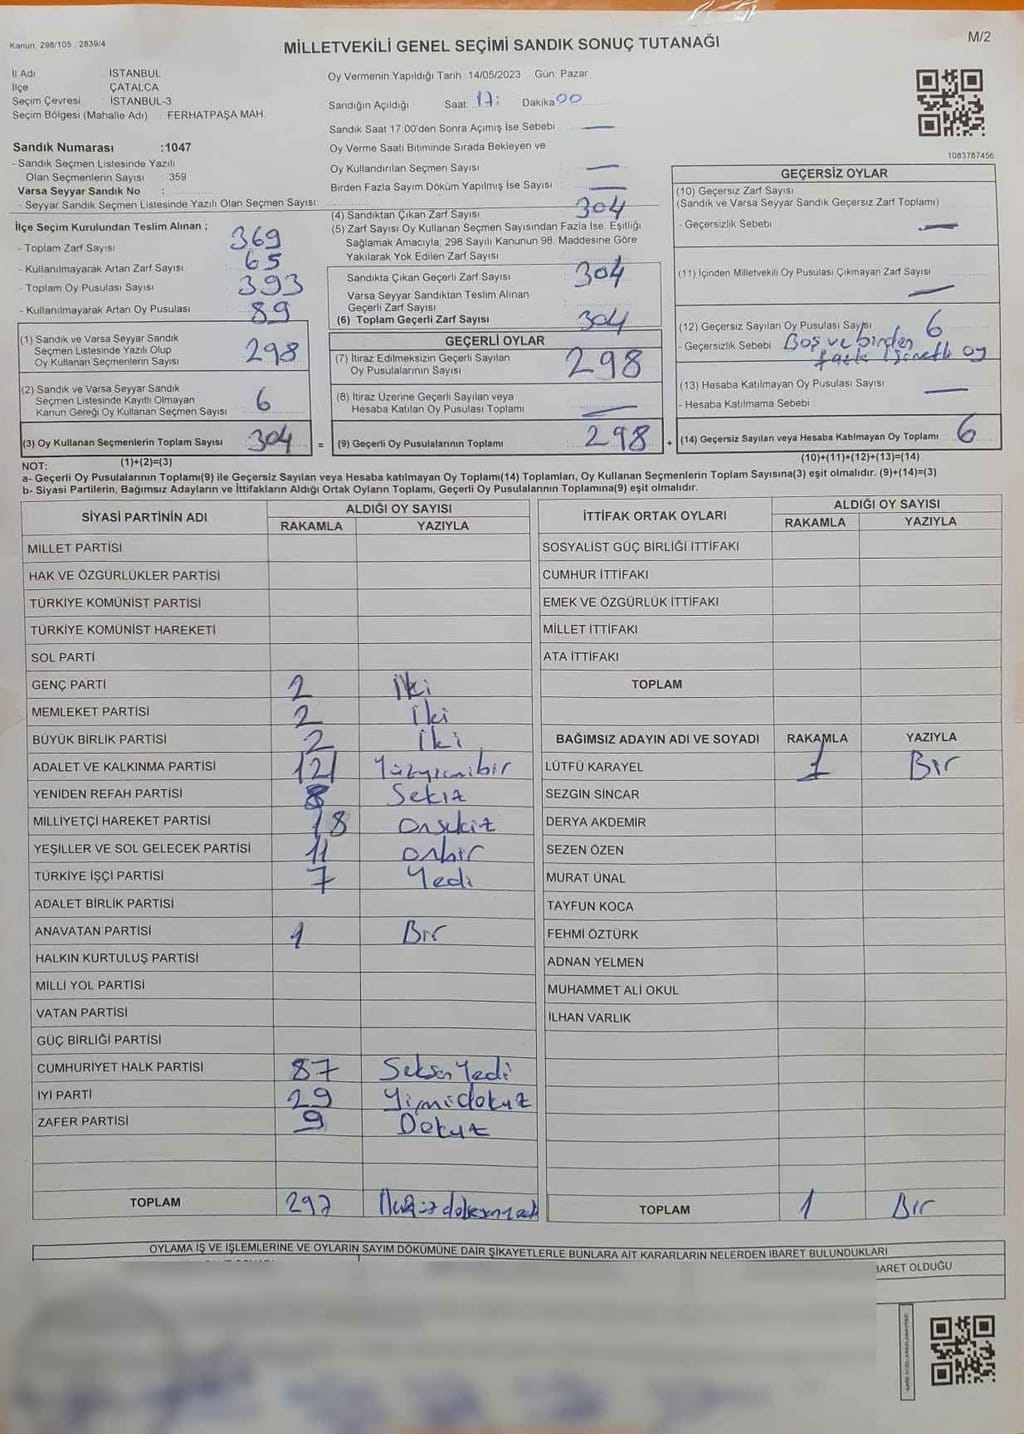 Kanun: 298/105 , 2839/4
MİLLETVEKİLİ GENEL SEÇİMİ SANDIK SONUÇ TUTANAĞI
M/2
İl Adı : İSTANBUL
İlçe : ÇATALCA
Seçim Çevresi : İSTANBUL-3
Seçim Bölgesi (Mahalle Adı) : FERHATPAŞA MAH.
Sandık Numarası :1047
- Sandık Seçmen Listesinde Yazılı
Olan Seçmenlerin Sayısı : 359
Varsa Seyyar Sandık No :
- Seyyar Sandık Seçmen Listesinde Yazılı Olan Seçmen Sayısı:
Oy Vermenin Yapıldığı Tarih :14/05/2023 Gün: Pazar
Sandığın Açıldığı Saat 17: Dakika 00
Sandık Saat 17.00'den Sonra Açımış İse Sebebi : —
Oy Verme Saati Bitiminde Sırada Bekleyen ve
Oy Kullandırılan Seçmen Sayısı : —
Birden Fazla Sayım Döküm Yapılmış İse Sayısı : —
1083787456
İlçe Seçim Kurulundan Teslim Alınan ;
- Toplam Zarf Sayısı 369
- Kullanılmayarak Artan Zarf Sayısı 65
- Toplam Oy Pusulası Sayısı 393
- Kullanılmayarak Artan Oy Pusulası 89
(1) Sandık ve Varsa Seyyar Sandık
Seçmen Listesinde Yazılı Olup
Oy Kullanan Seçmenlerin Sayısı 298
(2) Sandık ve Varsa Seyyar Sandık
Seçmen Listesinde Kayıtlı Olmayan
Kanun Gereği Oy Kullanan Seçmen Sayısı 6
(3) Oy Kullanan Seçmenlerin Toplam Sayısı 304 =
(1)+(2)=(3)
(4) Sandıktan Çıkan Zarf Sayısı 304
(5) Zarf Sayısı Oy Kullanan Seçmen Sayısından Fazla İse, Eşitliği
Sağlamak Amacıyla, 298 Sayılı Kanunun 98. Maddesine Göre
Yakılarak Yok Edilen Zarf Sayısı
Sandıkta Çıkan Geçerli Zarf Sayısı 304
Varsa Seyyar Sandıktan Teslim Alınan
Geçerli Zarf Sayısı
(6) Toplam Geçerli Zarf Sayısı 304
GEÇERLİ OYLAR
(7) İtiraz Edilmeksizin Geçerli Sayılan
Oy Pusulalarının Sayısı 298
(8) İtiraz Üzerine Geçerli Sayılan veya
Hesaba Katılan Oy Pusulası Toplamı —
(9) Geçerli Oy Pusulalarının Toplamı 298 +
GEÇERSİZ OYLAR
(10) Geçersiz Zarf Sayısı
(Sandık ve Varsa Seyyar Sandık Geçersiz Zarf Toplamı)
- Geçersizlik Sebebi —
(11) İçinden Milletvekili Oy Pusulası Çıkmayan Zarf Sayısı
—
(12) Geçersiz Sayılan Oy Pusulası Sayısı 6
- Geçersizlik Sebebi Boş ve birden
fazla işaretli oy
(13) Hesaba Katılmayan Oy Pusulası Sayısı —
- Hesaba Katılmama Sebebi
(14) Geçersiz Sayılan veya Hesaba Katılmayan Oy Toplamı 6
(10)+(11)+(12)+(13)=(14)
NOT:
a- Geçerli Oy Pusulalarının Toplamı(9) ile Geçersiz Sayılan veya Hesaba katılmayan Oy Toplamı(14) Toplamları, Oy Kullanan Seçmenlerin Toplam Sayısına(3) eşit olmalıdır. (9)+(14)=(3)
b- Siyasi Partilerin, Bağımsız Adayların ve İttifakların Aldığı Ortak Oyların Toplamı, Geçerli Oy Pusulalarının Toplamına(9) eşit olmalıdır.
SİYASİ PARTİNİN ADI ALDIĞI OY SAYISI
RAKAMLA YAZIYLA
MİLLET PARTİSİ
HAK VE ÖZGÜRLÜKLER PARTİSİ
TÜRKİYE KOMÜNİST PARTİSİ
TÜRKİYE KOMÜNİST HAREKETİ
SOL PARTİ
GENÇ PARTİ 2 İki
MEMLEKET PARTİSİ 2 İki
BÜYÜK BİRLİK PARTİSİ 2 İki
ADALET VE KALKINMA PARTİSİ 121 Yüzyirmibir
YENİDEN REFAH PARTİSİ 8 Sekiz
MİLLİYETÇİ HAREKET PARTİSİ 18 onsekiz
YEŞİLLER VE SOL GELECEK PARTİSİ 11 onbir
TÜRKİYE İŞÇİ PARTİSİ 7 Yedi
ADALET BİRLİK PARTİSİ
ANAVATAN PARTİSİ 1 Bir
HALKIN KURTULUŞ PARTİSİ
MİLLİ YOL PARTİSİ
VATAN PARTİSİ
GÜÇ BİRLİĞİ PARTİSİ
CUMHURİYET HALK PARTİSİ 87 Seksen Yedi
İYİ PARTİ 29 Yirmidokuz
ZAFER PARTİSİ 9 Dokuz
TOPLAM 297
İTTİFAK ORTAK OYLARI ALDIĞI OY SAYISI
RAKAMLA YAZIYLA
SOSYALİST GÜÇ BİRLİĞİ İTTİFAKI
CUMHUR İTTİFAKI
EMEK VE ÖZGÜRLÜK İTTİFAKI
MİLLET İTTİFAKI
ATA İTTİFAKI
TOPLAM
BAĞIMSIZ ADAYIN ADI VE SOYADI RAKAMLA YAZIYLA
LÜTFÜ KARAYEL 1 Bir
SEZGİN SİNCAR
DERYA AKDEMİR
SEZEN ÖZEN
MURAT ÜNAL
TAYFUN KOCA
FEHMİ ÖZTÜRK
ADNAN YELMEN
MUHAMMET ALİ OKUL
İLHAN VARLIK
TOPLAM 1 Bir
OYLAMA İŞ VE İŞLEMLERİNE VE OYLARIN SAYIM DÖKÜMÜNE DAİR ŞİKAYETLERLE BUNLARA AİT KARARLARIN NELERDEN İBARET BULUNDUKLARI
İBARET OLDUĞU